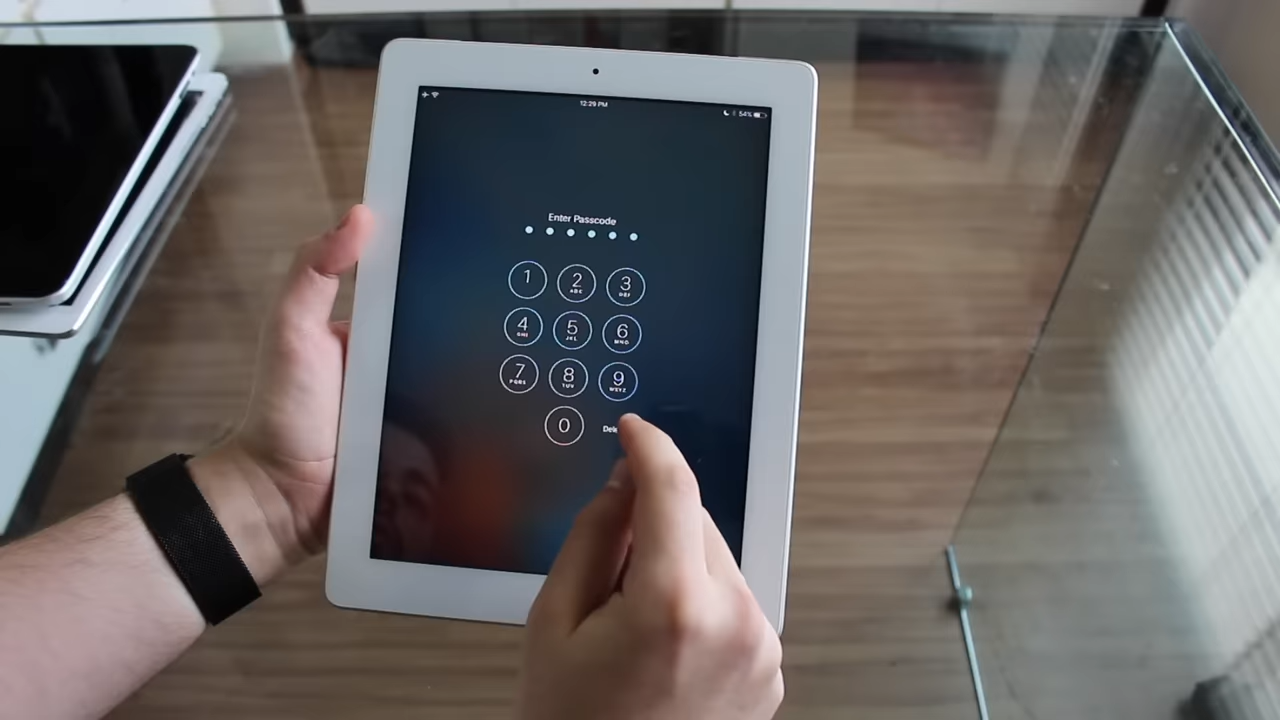 12:29 PM
54%
Enter Passcode
1 2 3
ABC DEF
4 5 6
GHI JKL MNO
7 8 9
PQRS TUV WXYZ
0